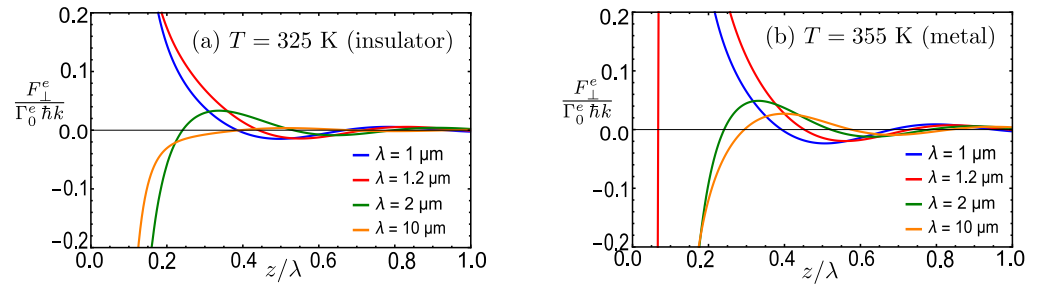 (a) T = 325 K (insulator)
F⊥^e / Γ0^e ℏk
0.2
0.1
0.0
−0.1
−0.2
λ = 1 μm
λ = 1.2 μm
λ = 2 μm
λ = 10 μm
0.0 0.2 0.4 0.6 0.8 1.0
z/λ
(b) T = 355 K (metal)
F⊥^e / Γ0^e ℏk
0.2
0.1
0.0
−0.1
−0.2
λ = 1 μm
λ = 1.2 μm
λ = 2 μm
λ = 10 μm
0.0 0.2 0.4 0.6 0.8 1.0
z/λ